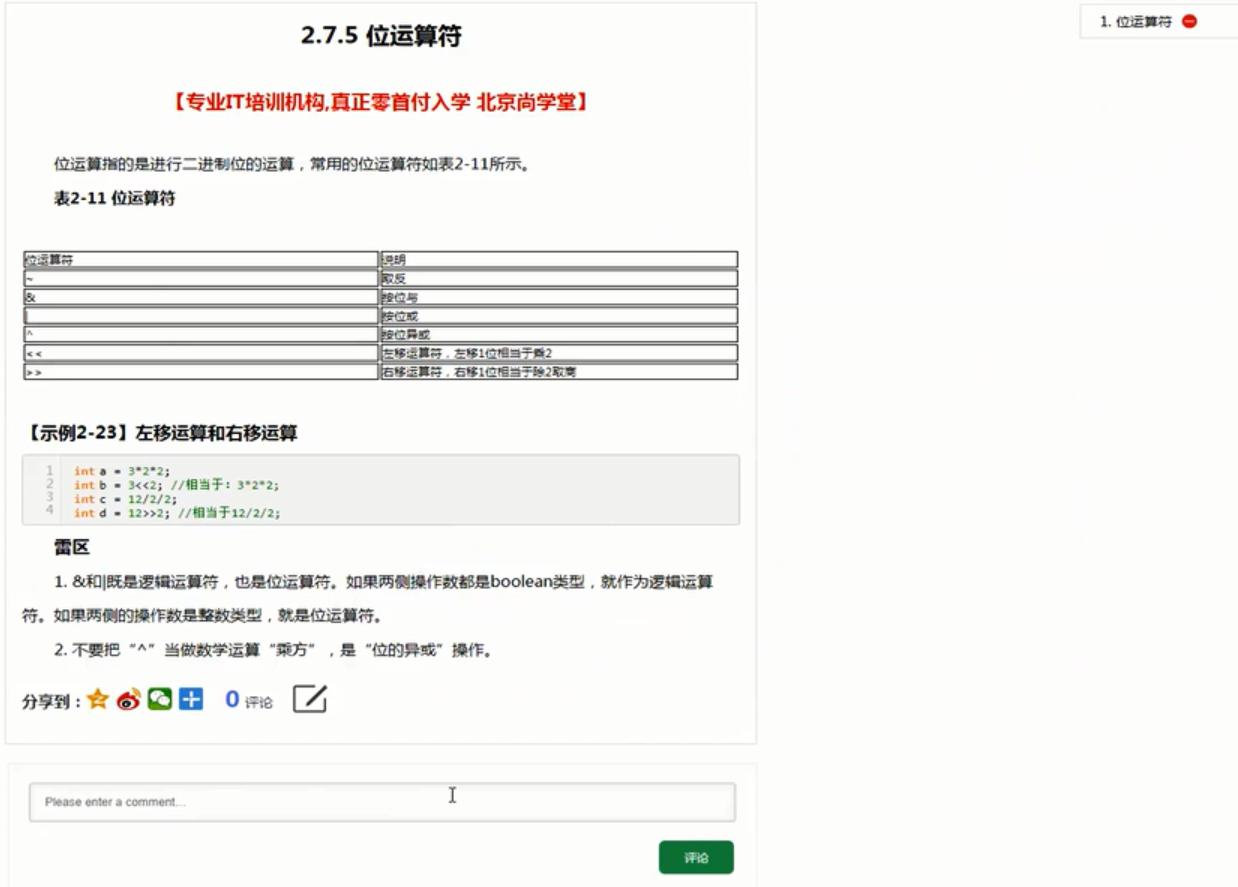 2.7.5 位运算符
1. 位运算符
【专业IT培训机构,真正零首付入学 北京尚学堂】
位运算指的是进行二进制位的运算，常用的位运算符如表2-11所示。
表2-11 位运算符
位运算符 说明
~ 取反
& 按位与
| 按位或
^ 按位异或
<< 左移运算符，左移1位相当于乘2
>> 右移运算符，右移1位相当于除2取商
【示例2-23】左移运算和右移运算
1 int a = 3*2*2;
2 int b = 3<<2; //相当于：3*2*2;
3 int c = 12/2/2;
4 int d = 12>>2; //相当于12/2/2;
雷区
1. &和|既是逻辑运算符，也是位运算符。如果两侧操作数都是boolean类型，就作为逻辑运算
符。如果两侧的操作数是整数类型，就是位运算符。
2. 不要把“^”当做数学运算“乘方”，是“位的异或”操作。
分享到： 0 评论
Please enter a comment...
评论